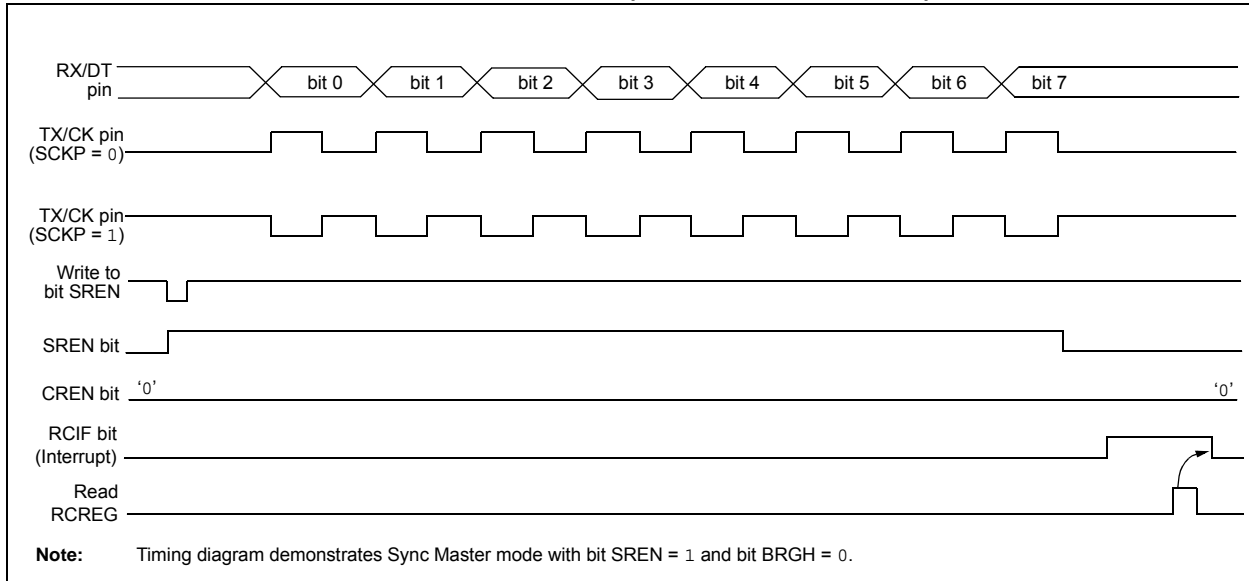 RX/DT
pin
bit 0 bit 1 bit 2 bit 3 bit 4 bit 5 bit 6 bit 7
TX/CK pin
(SCKP = 0)
TX/CK pin
(SCKP = 1)
Write to
bit SREN
SREN bit
CREN bit ‘0’ ‘0’
RCIF bit
(Interrupt)
Read
RCREG
Note: Timing diagram demonstrates Sync Master mode with bit SREN = 1 and bit BRGH = 0.